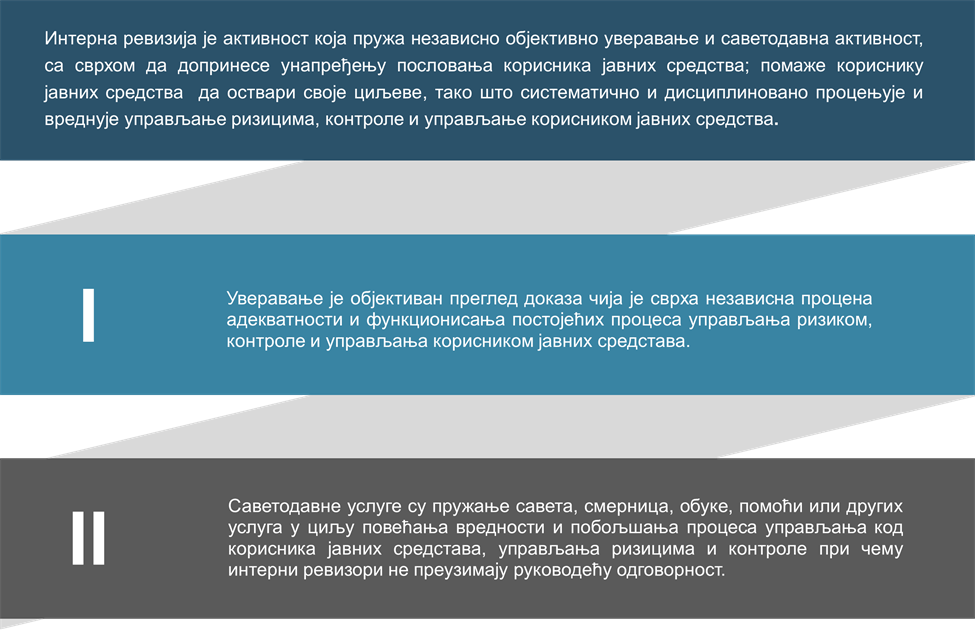 Интерна ревизија је активност која пружа независно објективно уверавање и саветодавна активност,
са сврхом да допринесе унапређењу пословања корисника јавних средства; помаже кориснику
јавних средства  да оствари своје циљеве, тако што систематично и дисциплиновано процењује и
вреднује управљање ризицима, контроле и управљање корисником јавних средства.
I
Уверавање је објективан преглед доказа чија је сврха независна процена
адекватности и функционисања постојећих процеса управљања ризиком,
контроле и управљања корисником јавних средстава.
II
Саветодавне услуге су пружање савета, смерница, обуке, помоћи или других
услуга у циљу повећања вредности и побољшања процеса управљања код
корисника јавних средстава, управљања ризицима и контроле при чему
интерни ревизори не преузимају руководећу одговорност.